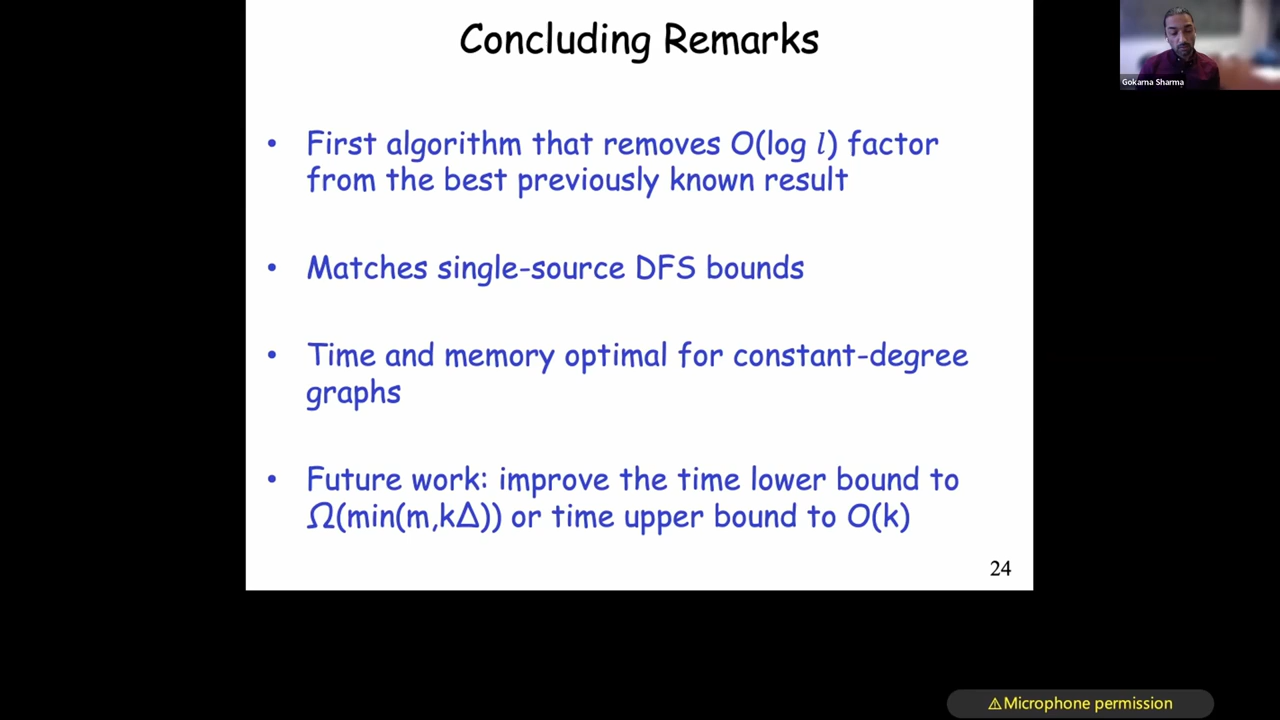 Concluding Remarks
Gokarna Sharma
• First algorithm that removes O(log l) factor
from the best previously known result
• Matches single-source DFS bounds
• Time and memory optimal for constant-degree
graphs
• Future work: improve the time lower bound to
Ω(min(m,kΔ)) or time upper bound to O(k)
24
⚠Microphone permission